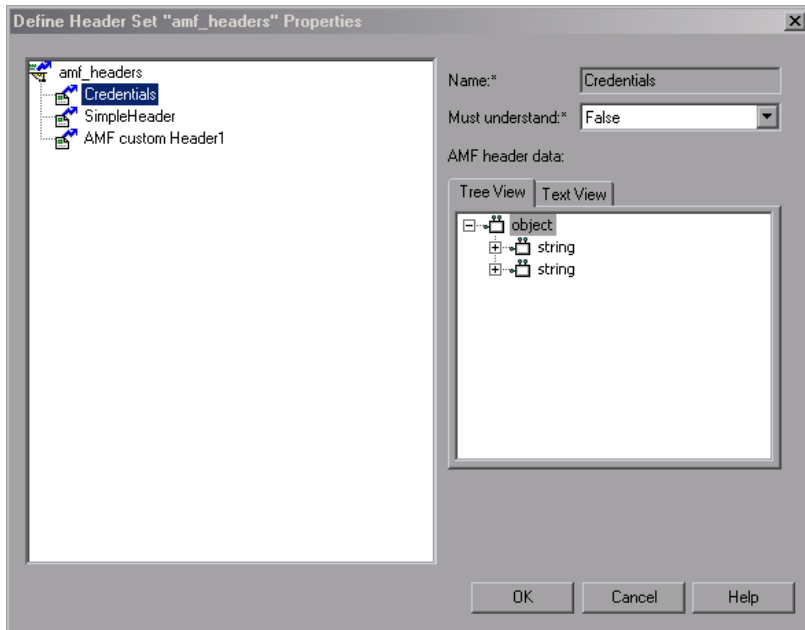 Define Header Set "amf_headers" Properties
amf_headers
Credentials
SimpleHeader
AMF custom Header1
Name:*
Credentials
Must understand:*
False
AMF header data:
Tree View
Text View
object
string
string
OK
Cancel
Help